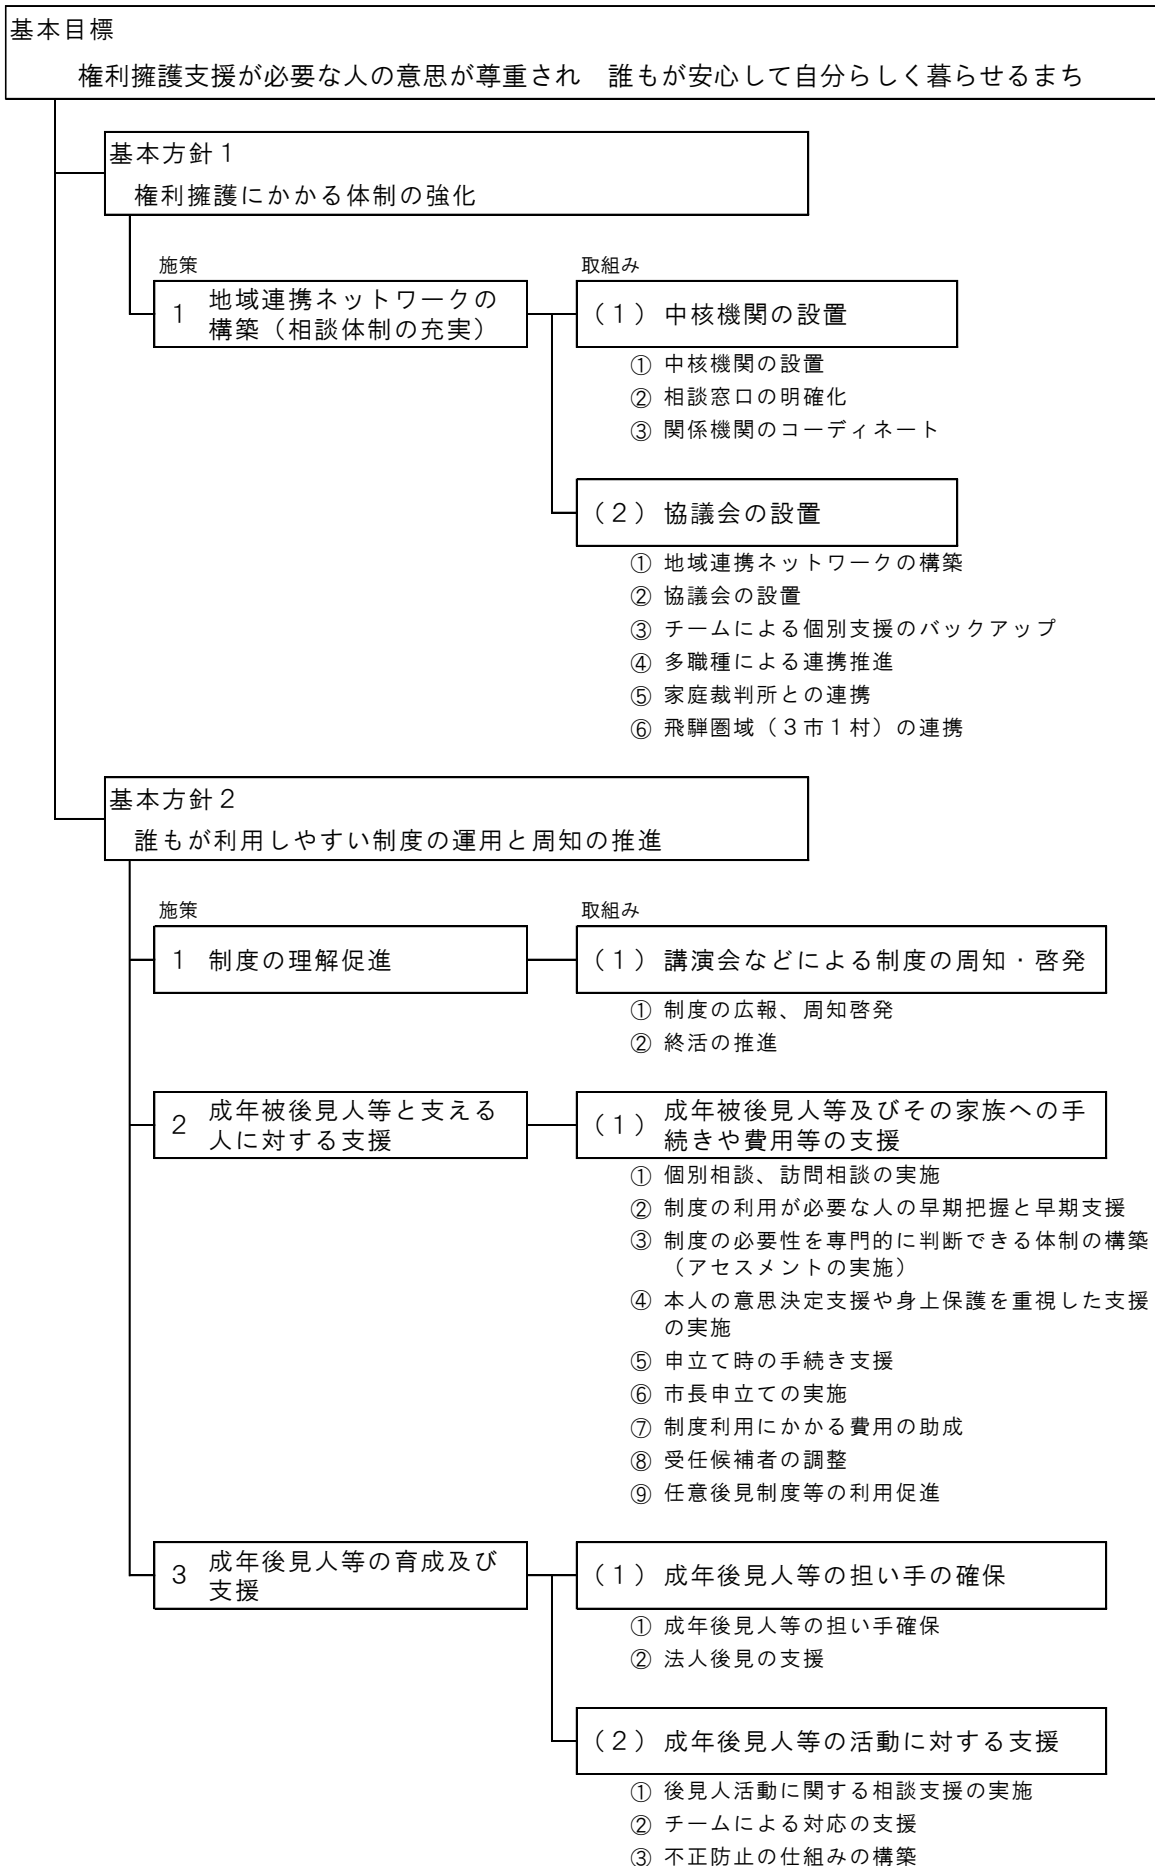 基本目標
権利擁護支援が必要な人の意思が尊重され　誰もが安心して自分らしく暮らせるまち
基本方針１
権利擁護にかかる体制の強化
施策
取組み
１ 地域連携ネットワークの
構築（相談体制の充実）
（１）中核機関の設置
① 中核機関の設置
② 相談窓口の明確化
③ 関係機関のコーディネート
（２）協議会の設置
① 地域連携ネットワークの構築
② 協議会の設置
③ チームによる個別支援のバックアップ
④ 多職種による連携推進
⑤ 家庭裁判所との連携
⑥ 飛騨圏域（３市１村）の連携
基本方針２
誰もが利用しやすい制度の運用と周知の推進
施策
取組み
１ 制度の理解促進
（１）講演会などによる制度の周知・啓発
① 制度の広報、周知啓発
② 終活の推進
２ 成年被後見人等と支える
人に対する支援
（１）成年被後見人等及びその家族への手
続きや費用等の支援
① 個別相談、訪問相談の実施
② 制度の利用が必要な人の早期把握と早期支援
③ 制度の必要性を専門的に判断できる体制の構築
（アセスメントの実施）
④ 本人の意思決定支援や身上保護を重視した支援
の実施
⑤ 申立て時の手続き支援
⑥ 市長申立ての実施
⑦ 制度利用にかかる費用の助成
⑧ 受任候補者の調整
⑨ 任意後見制度等の利用促進
３ 成年後見人等の育成及び
支援
（１）成年後見人等の担い手の確保
① 成年後見人等の担い手確保
② 法人後見の支援
（２）成年後見人等の活動に対する支援
① 後見人活動に関する相談支援の実施
② チームによる対応の支援
③ 不正防止の仕組みの構築